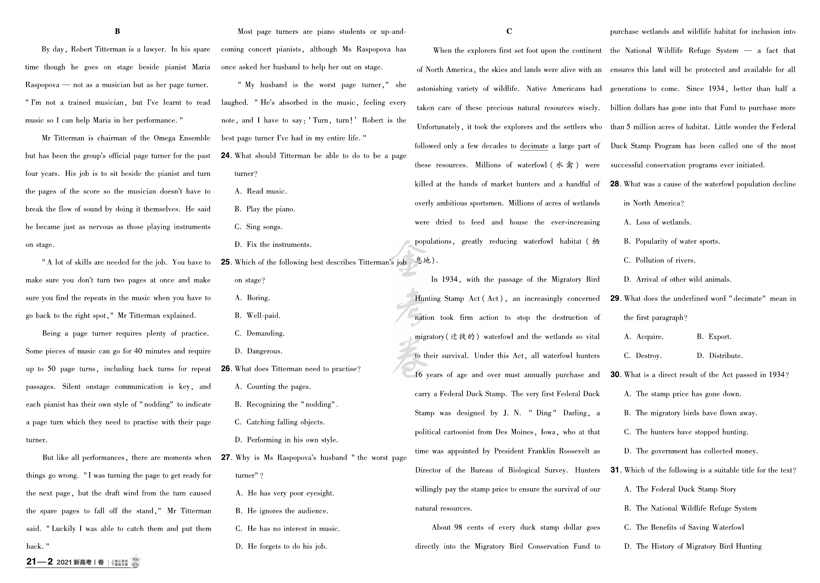 B
By day, Robert Titterman is a lawyer. In his spare
time though he goes on stage beside pianist Maria
Raspopova — not as a musician but as her page turner.
"I'm not a trained musician, but I've learnt to read
music so I can help Maria in her performance."
Mr Titterman is chairman of the Omega Ensemble
but has been the group's official page turner for the past
four years. His job is to sit beside the pianist and turn
the pages of the score so the musician doesn't have to
break the flow of sound by doing it themselves. He said
he became just as nervous as those playing instruments
on stage.
"A lot of skills are needed for the job. You have to
make sure you don't turn two pages at once and make
sure you find the repeats in the music when you have to
go back to the right spot," Mr Titterman explained.
Being a page turner requires plenty of practice.
Some pieces of music can go for 40 minutes and require
up to 50 page turns, including back turns for repeat
passages. Silent onstage communication is key, and
each pianist has their own style of "nodding" to indicate
a page turn which they need to practise with their page
turner.
But like all performances, there are moments when
things go wrong. "I was turning the page to get ready for
the next page, but the draft wind from the turn caused
the spare pages to fall off the stand," Mr Titterman
said. "Luckily I was able to catch them and put them
back."
21—2 2021新高考Ⅰ卷
Most page turners are piano students or up-and-
coming concert pianists, although Ms Raspopova has
once asked her husband to help her out on stage.
"My husband is the worst page turner," she
laughed. "He's absorbed in the music, feeling every
note, and I have to say: 'Turn, turn!' Robert is the
best page turner I've had in my entire life."
24. What should Titterman be able to do to be a page
turner?
A. Read music.
B. Play the piano.
C. Sing songs.
D. Fix the instruments.
25. Which of the following best describes Titterman's job
on stage?
A. Boring.
B. Well-paid.
C. Demanding.
D. Dangerous.
26. What does Titterman need to practise?
A. Counting the pages.
B. Recognizing the "nodding".
C. Catching falling objects.
D. Performing in his own style.
27. Why is Ms Raspopova's husband "the worst page
turner"?
A. He has very poor eyesight.
B. He ignores the audience.
C. He has no interest in music.
D. He forgets to do his job.
C
When the explorers first set foot upon the continent
of North America, the skies and lands were alive with an
astonishing variety of wildlife. Native Americans had
taken care of these precious natural resources wisely.
Unfortunately, it took the explorers and the settlers who
followed only a few decades to decimate a large part of
these resources. Millions of waterfowl (水禽) were
killed at the hands of market hunters and a handful of
overly ambitious sportsmen. Millions of acres of wetlands
were dried to feed and house the ever-increasing
populations, greatly reducing waterfowl habitat (栖
息地).
In 1934, with the passage of the Migratory Bird
Hunting Stamp Act (Act), an increasingly concerned
nation took firm action to stop the destruction of
migratory(迁徙的) waterfowl and the wetlands so vital
to their survival. Under this Act, all waterfowl hunters
16 years of age and over must annually purchase and
carry a Federal Duck Stamp. The very first Federal Duck
Stamp was designed by J. N. "Ding" Darling, a
political cartoonist from Des Moines, Iowa, who at that
time was appointed by President Franklin Roosevelt as
Director of the Bureau of Biological Survey. Hunters
willingly pay the stamp price to ensure the survival of our
natural resources.
About 98 cents of every duck stamp dollar goes
directly into the Migratory Bird Conservation Fund to
purchase wetlands and wildlife habitat for inclusion into
the National Wildlife Refuge System — a fact that
ensures this land will be protected and available for all
generations to come. Since 1934, better than half a
billion dollars has gone into that Fund to purchase more
than 5 million acres of habitat. Little wonder the Federal
Duck Stamp Program has been called one of the most
successful conservation programs ever initiated.
28. What was a cause of the waterfowl population decline
in North America?
A. Loss of wetlands.
B. Popularity of water sports.
C. Pollution of rivers.
D. Arrival of other wild animals.
29. What does the underlined word "decimate" mean in
the first paragraph?
A. Acquire. B. Export.
C. Destroy. D. Distribute.
30. What is a direct result of the Act passed in 1934?
A. The stamp price has gone down.
B. The migratory birds have flown away.
C. The hunters have stopped hunting.
D. The government has collected money.
31. Which of the following is a suitable title for the text?
A. The Federal Duck Stamp Story
B. The National Wildlife Refuge System
C. The Benefits of Saving Waterfowl
D. The History of Migratory Bird Hunting
金考卷